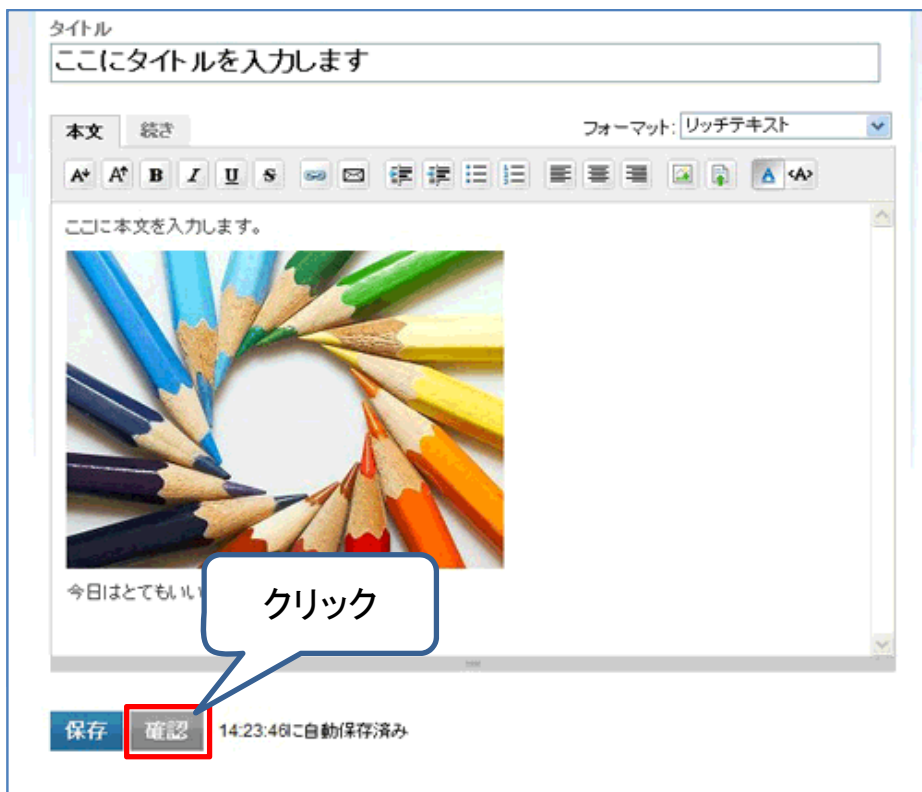 タイトル
ここにタイトルを入力します
本文 続き フォーマット: リッチテキスト
A A B I U S A <A>
ここに本文を入力します。
今日はとてもいい
クリック
保存 確認 14:23:46に自動保存済み